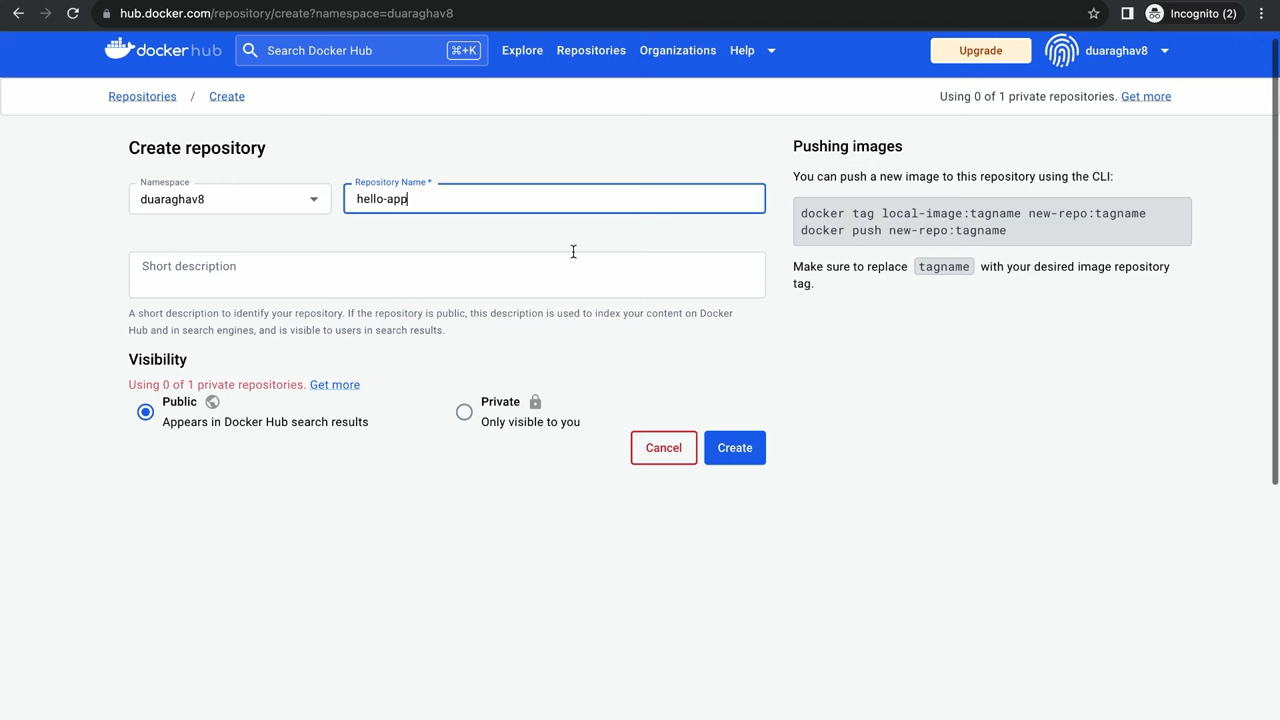 hub.docker.com/repository/create?namespace=duaraghav8
Incognito (2)
dockerhub
Search Docker Hub
⌘+K
Explore
Repositories
Organizations
Help
Upgrade
duaraghav8
Repositories / Create
Using 0 of 1 private repositories. Get more
Create repository
Namespace
duaraghav8
Repository Name *
hello-app
Short description
A short description to identify your repository. If the repository is public, this description is used to index your content on Docker
Hub and in search engines, and is visible to users in search results.
Visibility
Using 0 of 1 private repositories. Get more
Public
Appears in Docker Hub search results
Private
Only visible to you
Cancel
Create
Pushing images
You can push a new image to this repository using the CLI:
docker tag local-image:tagname new-repo:tagname
docker push new-repo:tagname
Make sure to replace tagname with your desired image repository
tag.